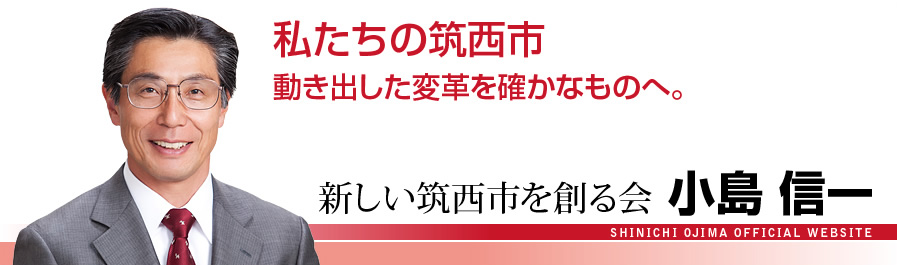 私たちの筑西市
動き出した変革を確かなものへ。
新しい筑西市を創る会 小島 信一
SHINICHI OJIMA OFFICIAL WEBSITE